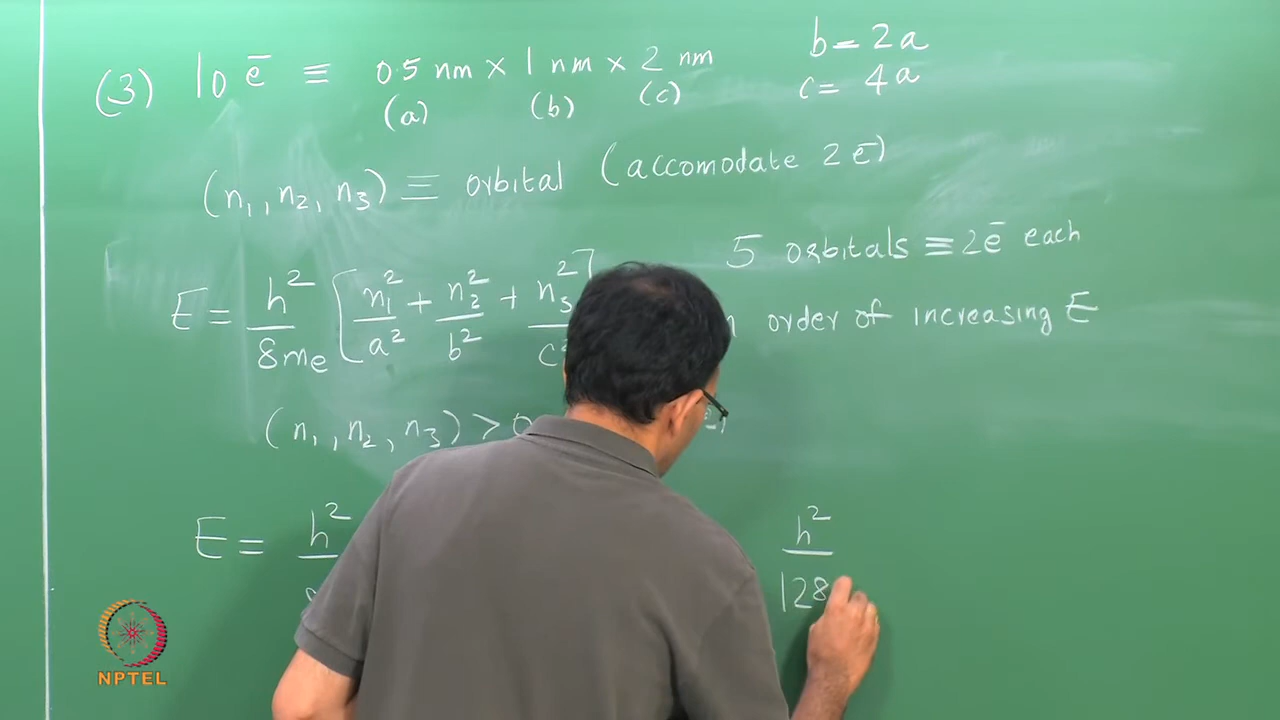 (3) 10 ē ≡ 0.5 nm × 1 nm × 2 nm
(a) (b) (c)
b = 2a
c = 4a
(n₁, n₂, n₃) ≡ orbital (accomodate 2 ē)
5 orbitals ≡ 2ē each
order of increasing E
E = h²/8mₑ [n₁²/a² + n₂²/b² + n₃²/c²]
(n₁, n₂, n₃) > 0
E = h²
h²/128
NPTEL